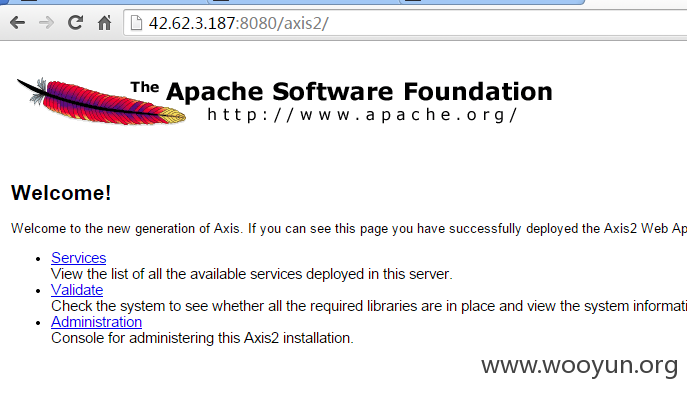 42.62.3.187:8080/axis2/
The Apache Software Foundation
http://www.apache.org/
Welcome!
Welcome to the new generation of Axis. If you can see this page you have successfully deployed the Axis2 Web Ap
Services
View the list of all the available services deployed in this server.
Validate
Check the system to see whether all the required libraries are in place and view the system informati
Administration
Console for administering this Axis2 installation.
www.wooyun.org